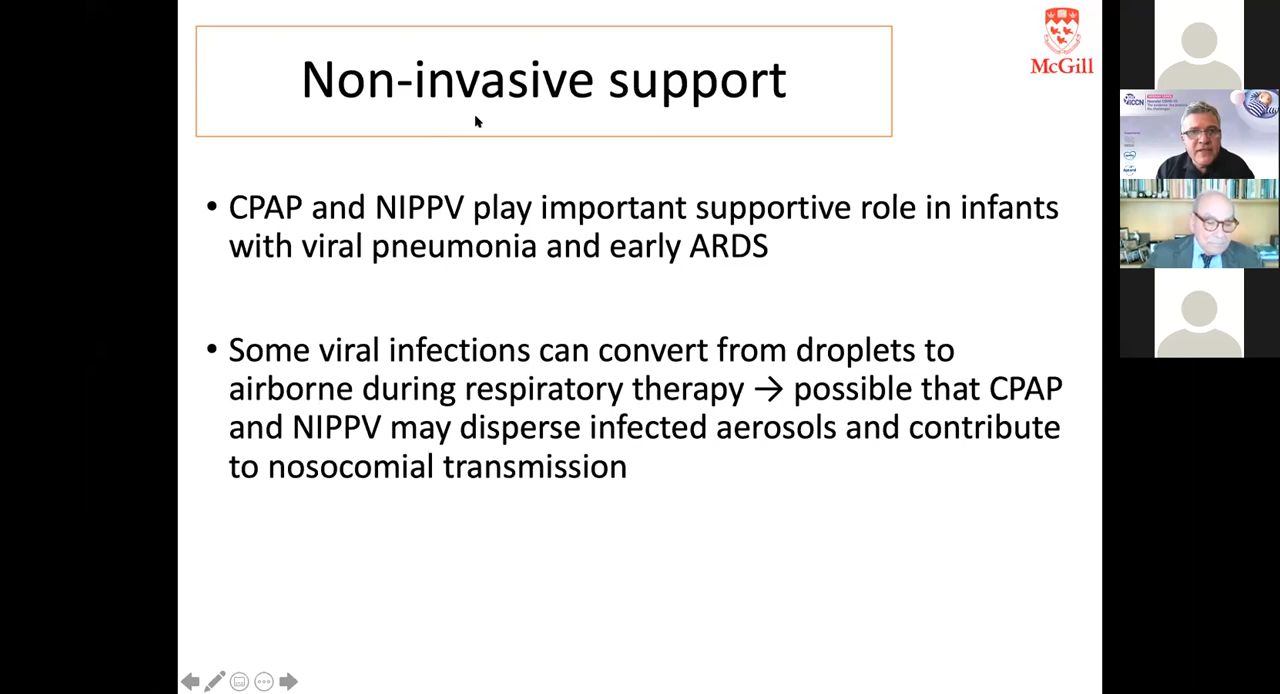 Non-invasive support
McGill
• CPAP and NIPPV play important supportive role in infants
with viral pneumonia and early ARDS
• Some viral infections can convert from droplets to
airborne during respiratory therapy → possible that CPAP
and NIPPV may disperse infected aerosols and contribute
to nosocomial transmission